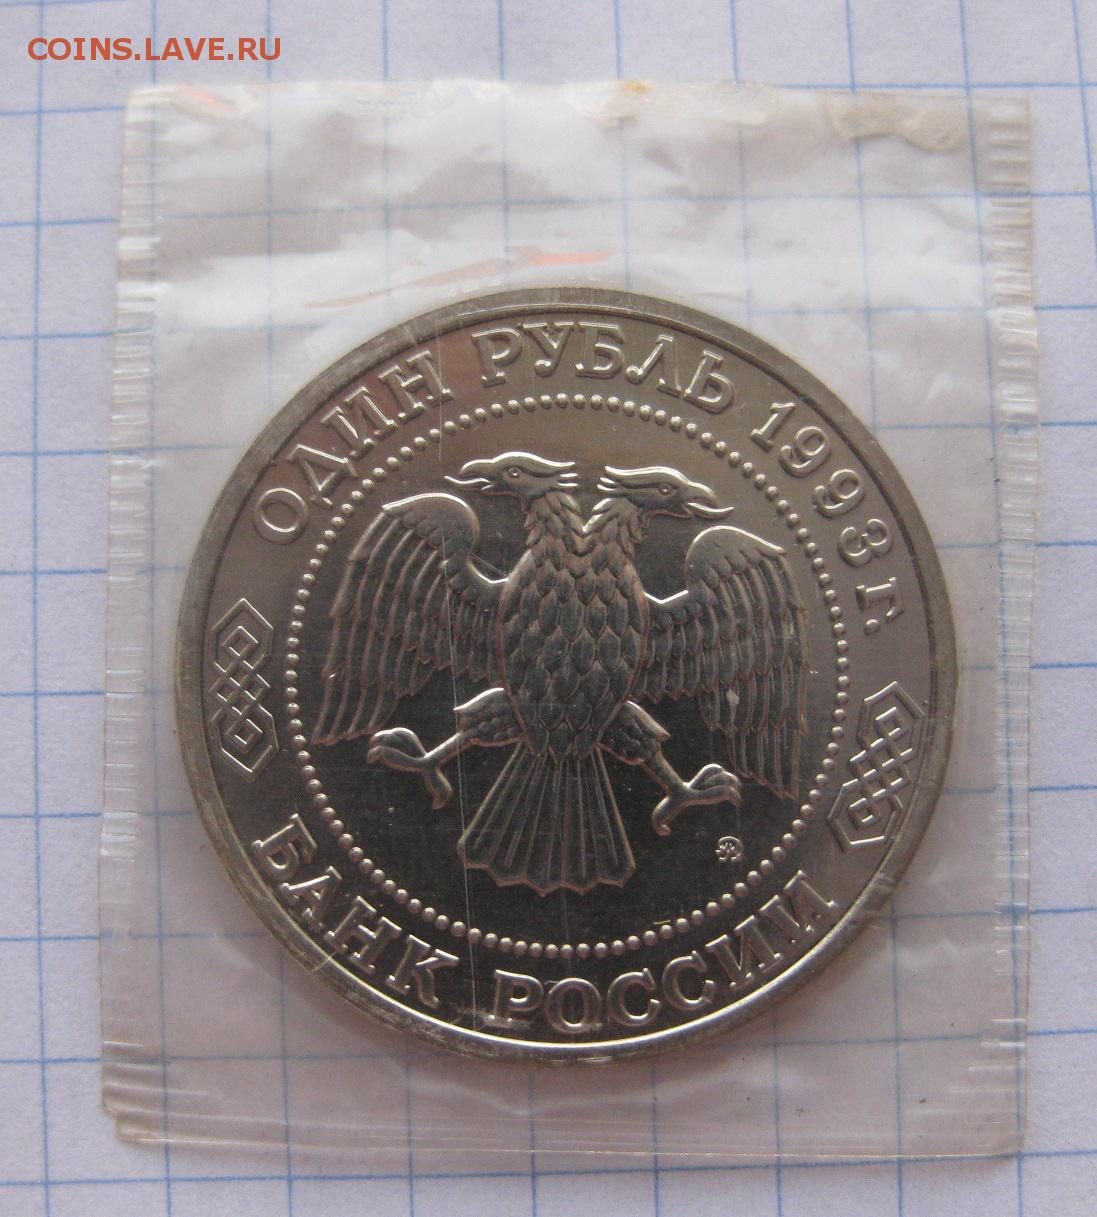 COINS.LAVE.RU
ОДИН РУБЛЬ 1993 г.
БАНК РОССИИ